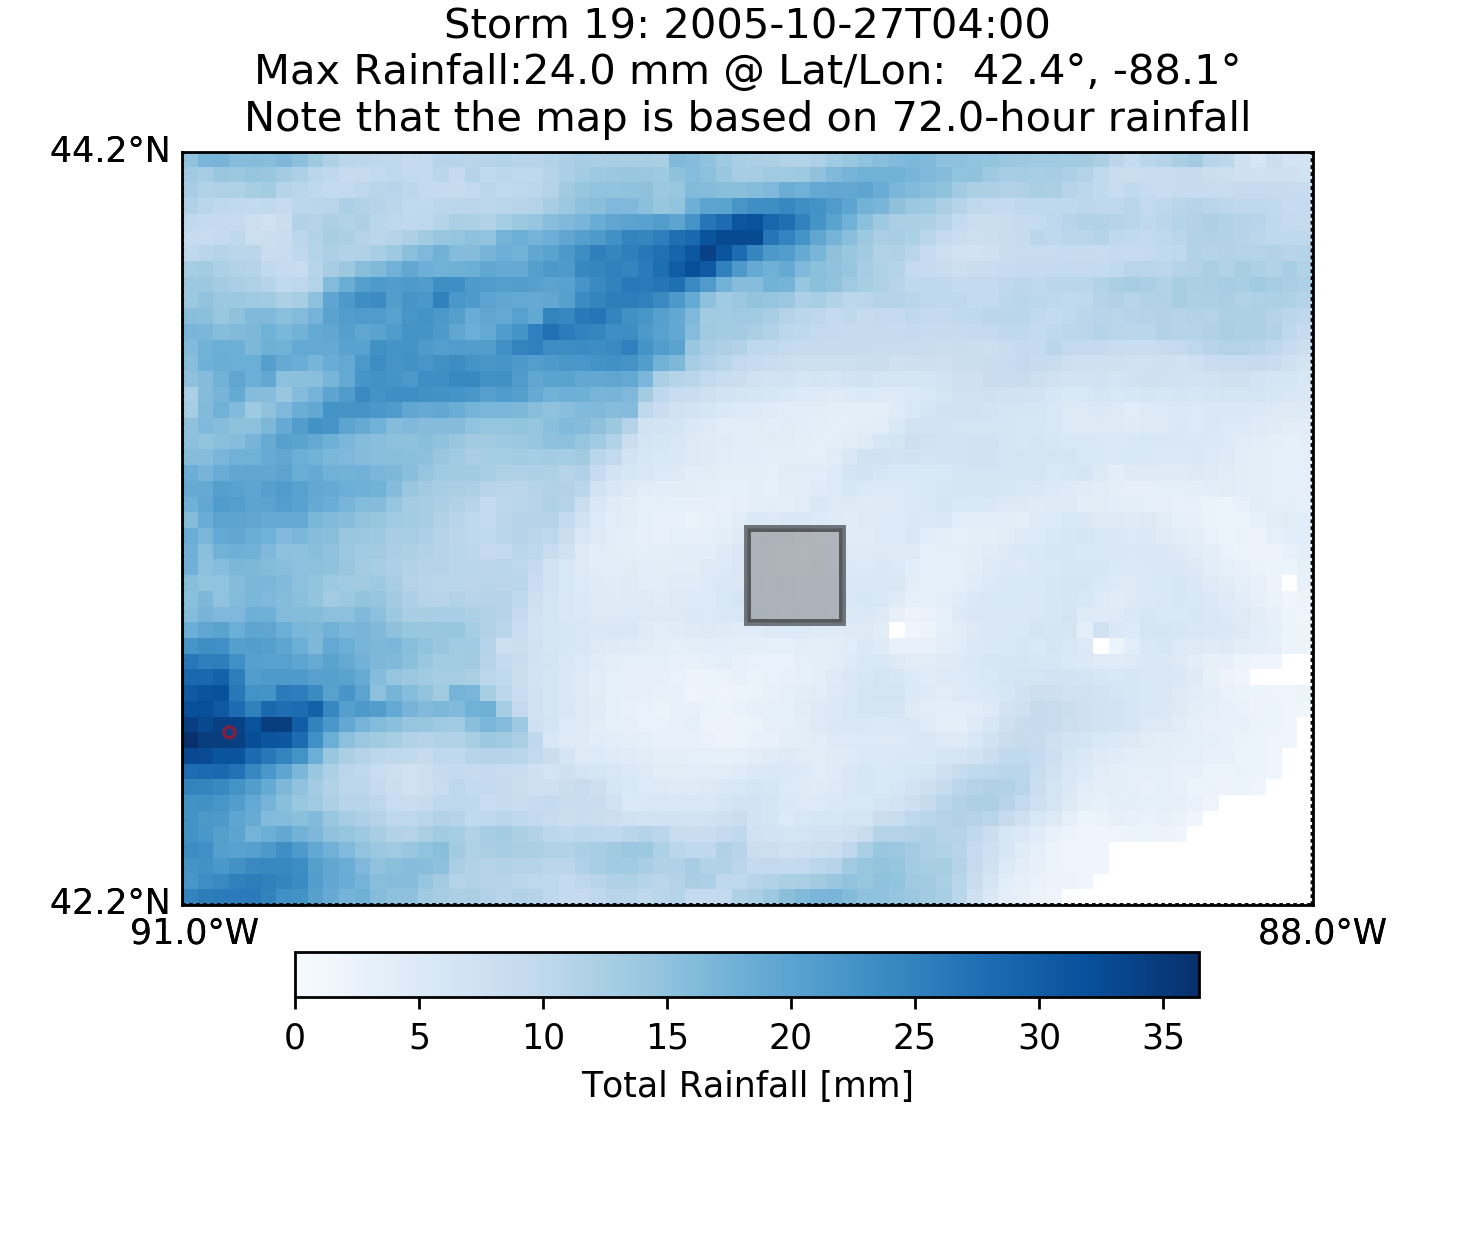 Storm 19: 2005-10-27T04:00
Max Rainfall:24.0 mm @ Lat/Lon:  42.4°, -88.1°
Note that the map is based on 72.0-hour rainfall
44.2°N
42.2°N
91.0°W 88.0°W
0 5 10 15 20 25 30 35
Total Rainfall [mm]